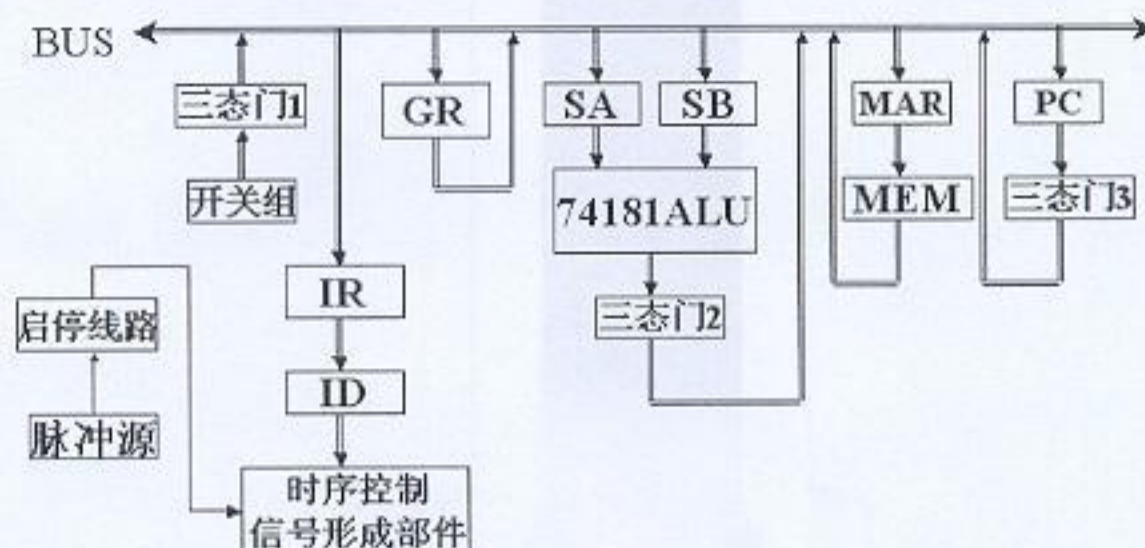 BUS
三态门1
GR
SA
SB
MAR
PC
开关组
74181ALU
MEM
三态门3
IR
启停线路
三态门2
ID
脉冲源
时序控制
信号形成部件